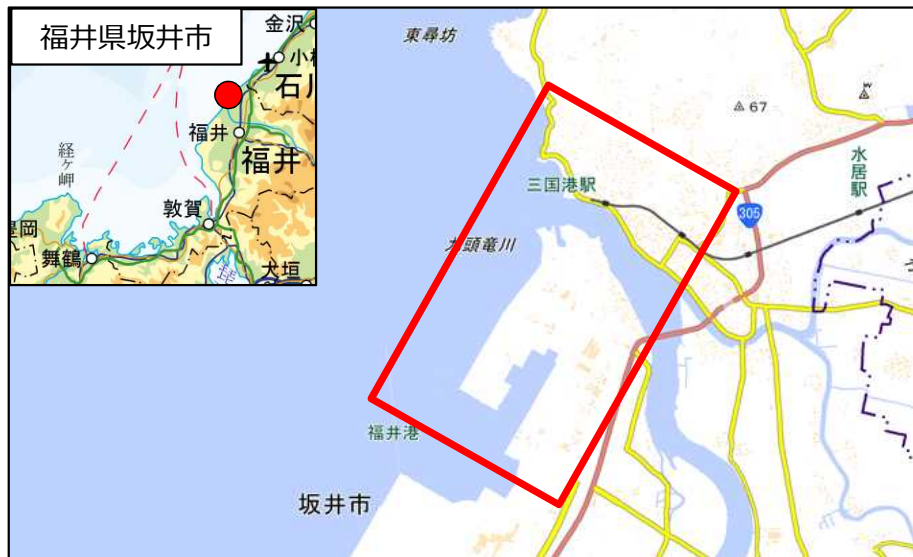 福井県坂井市
金沢
小松
石川
福井
福井
経ヶ岬
敦賀
豊岡
舞鶴
大垣
東尋坊
67
三国港駅
水居駅
305
九頭竜川
福井港
坂井市